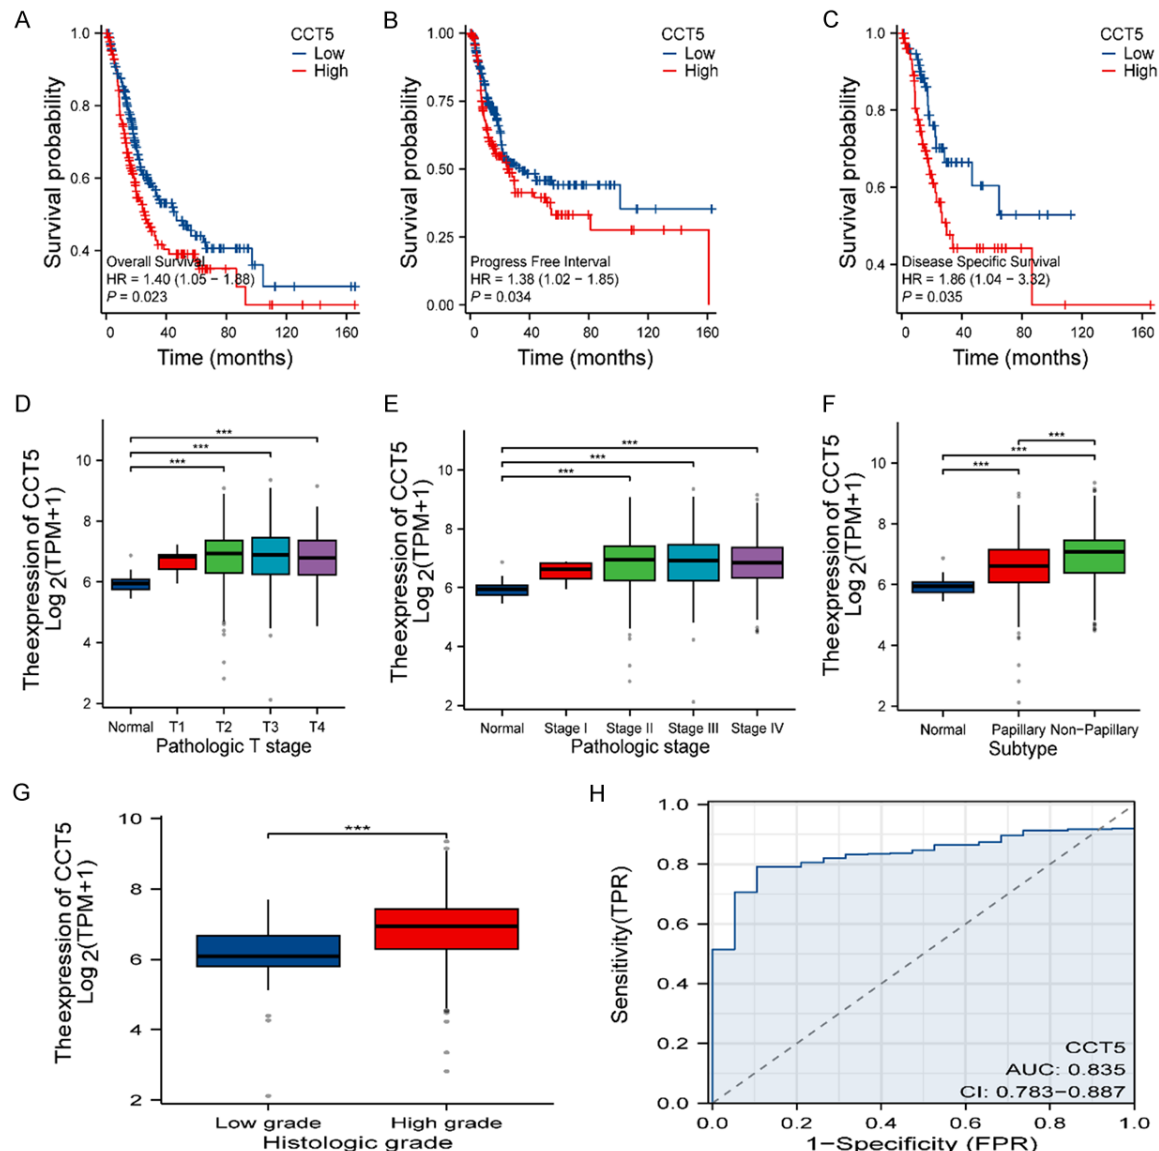 A
CCT5
Low
High
Survival probability
1.0
0.8
0.6
0.4
Overall Survival
HR = 1.40 (1.05 − 1.88)
P = 0.023
0 40 80 120 160
Time (months)
B
CCT5
Low
High
Survival probability
1.00
0.75
0.50
0.25
0.00
Progress Free Interval
HR = 1.38 (1.02 − 1.85)
P = 0.034
0 40 80 120 160
Time (months)
C
CCT5
Low
High
Survival probability
1.0
0.8
0.6
0.4
Disease Specific Survival
HR = 1.86 (1.04 − 3.32)
P = 0.035
0 40 80 120 160
Time (months)
D
Theexpression of CCT5
Log 2(TPM+1)
10
8
6
4
2
***
***
***
Normal T1 T2 T3 T4
Pathologic T stage
E
Theexpression of CCT5
Log 2(TPM+1)
10
8
6
4
2
***
***
***
Normal Stage I Stage II Stage III Stage IV
Pathologic stage
F
Theexpression of CCT5
Log 2(TPM+1)
10
8
6
4
2
***
***
***
Normal Papillary Non−Papillary
Subtype
G
Theexpression of CCT5
Log 2(TPM+1)
10
8
6
4
2
***
Low grade High grade
Histologic grade
H
Sensitivity(TPR)
1.0
0.8
0.6
0.4
0.2
0.0
CCT5
AUC: 0.835
CI: 0.783−0.887
0.0 0.2 0.4 0.6 0.8 1.0
1−Specificity (FPR)